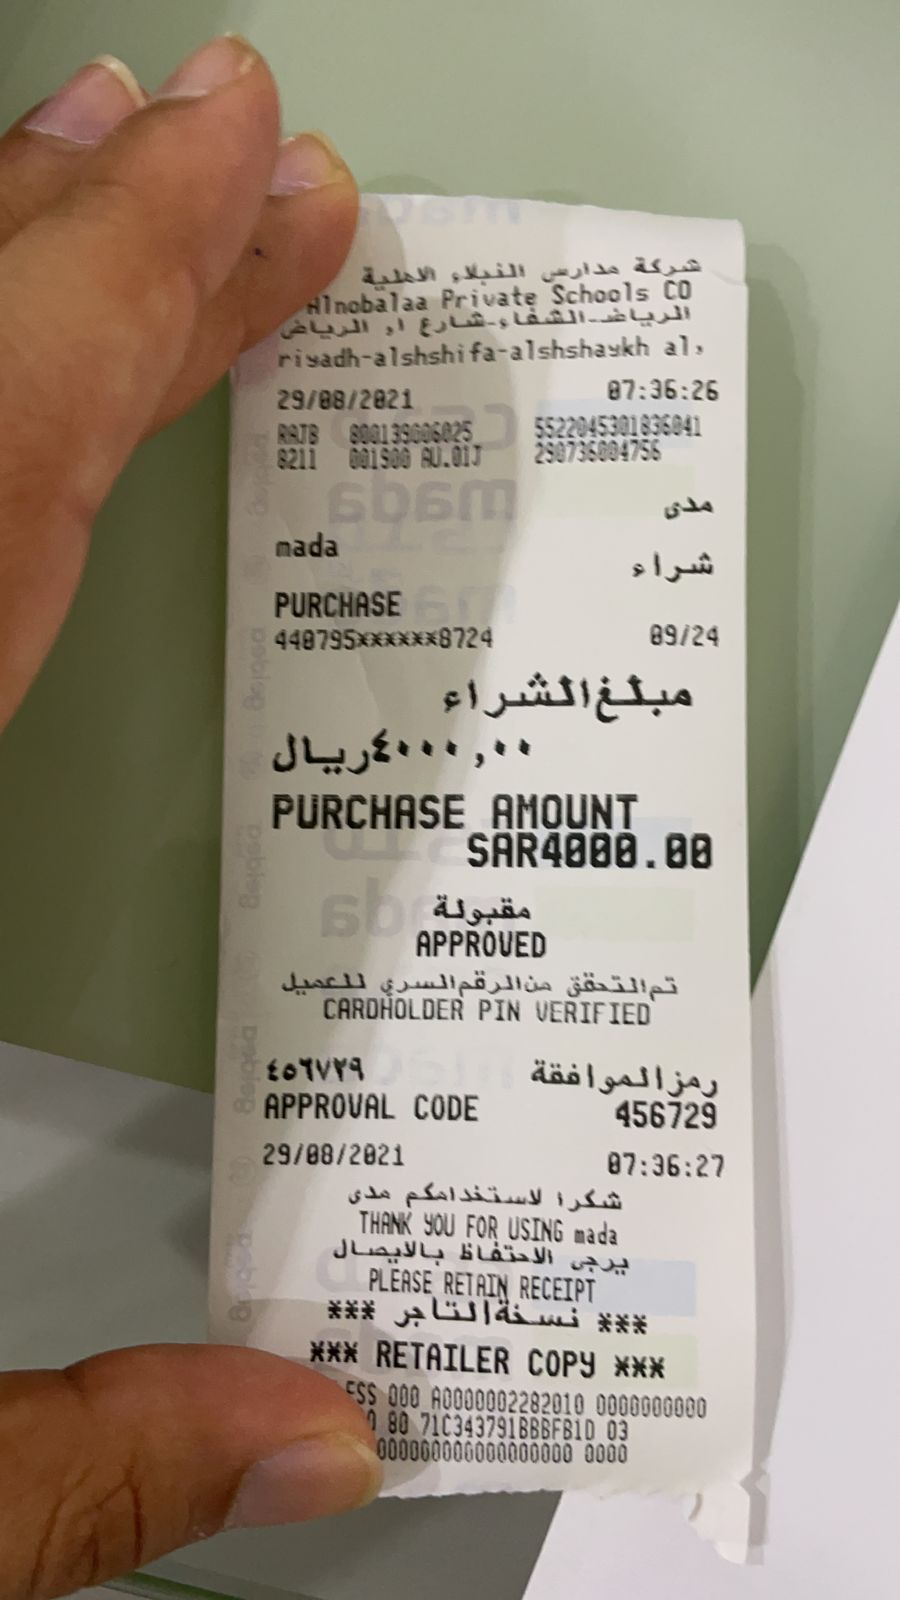 شركة مدارس النبلاء الاهلية
Alnobalaa Private Schools CO
الرياض-الشفاء-شارع ا, الرياض
riyadh-alshshifa-alshshaykh al,
29/08/2021 07:36:26
RAJB 800139006025 5522045301836041
8211 001900 AU.01J 290736004756
مدى
mada
شراء
PURCHASE
440795xxxxxx8724 09/24
مبلغ الشراء
٤٠٠٠,٠٠ ريال
PURCHASE AMOUNT
SAR4000.00
مقبولة
APPROVED
تم التحقق من الرقم السري للعميل
CARDHOLDER PIN VERIFIED
رمز الموافقة ٤٥٦٧٢٩
APPROVAL CODE 456729
29/08/2021 07:36:27
شكرا لاستخدامكم مدى
THANK YOU FOR USING mada
يرجى الاحتفاظ بالايصال
PLEASE RETAIN RECEIPT
*** نسخة التاجر ***
*** RETAILER COPY ***
000 A0000002282010 0000000000
80 71C343791BBBFB1D 03
0000